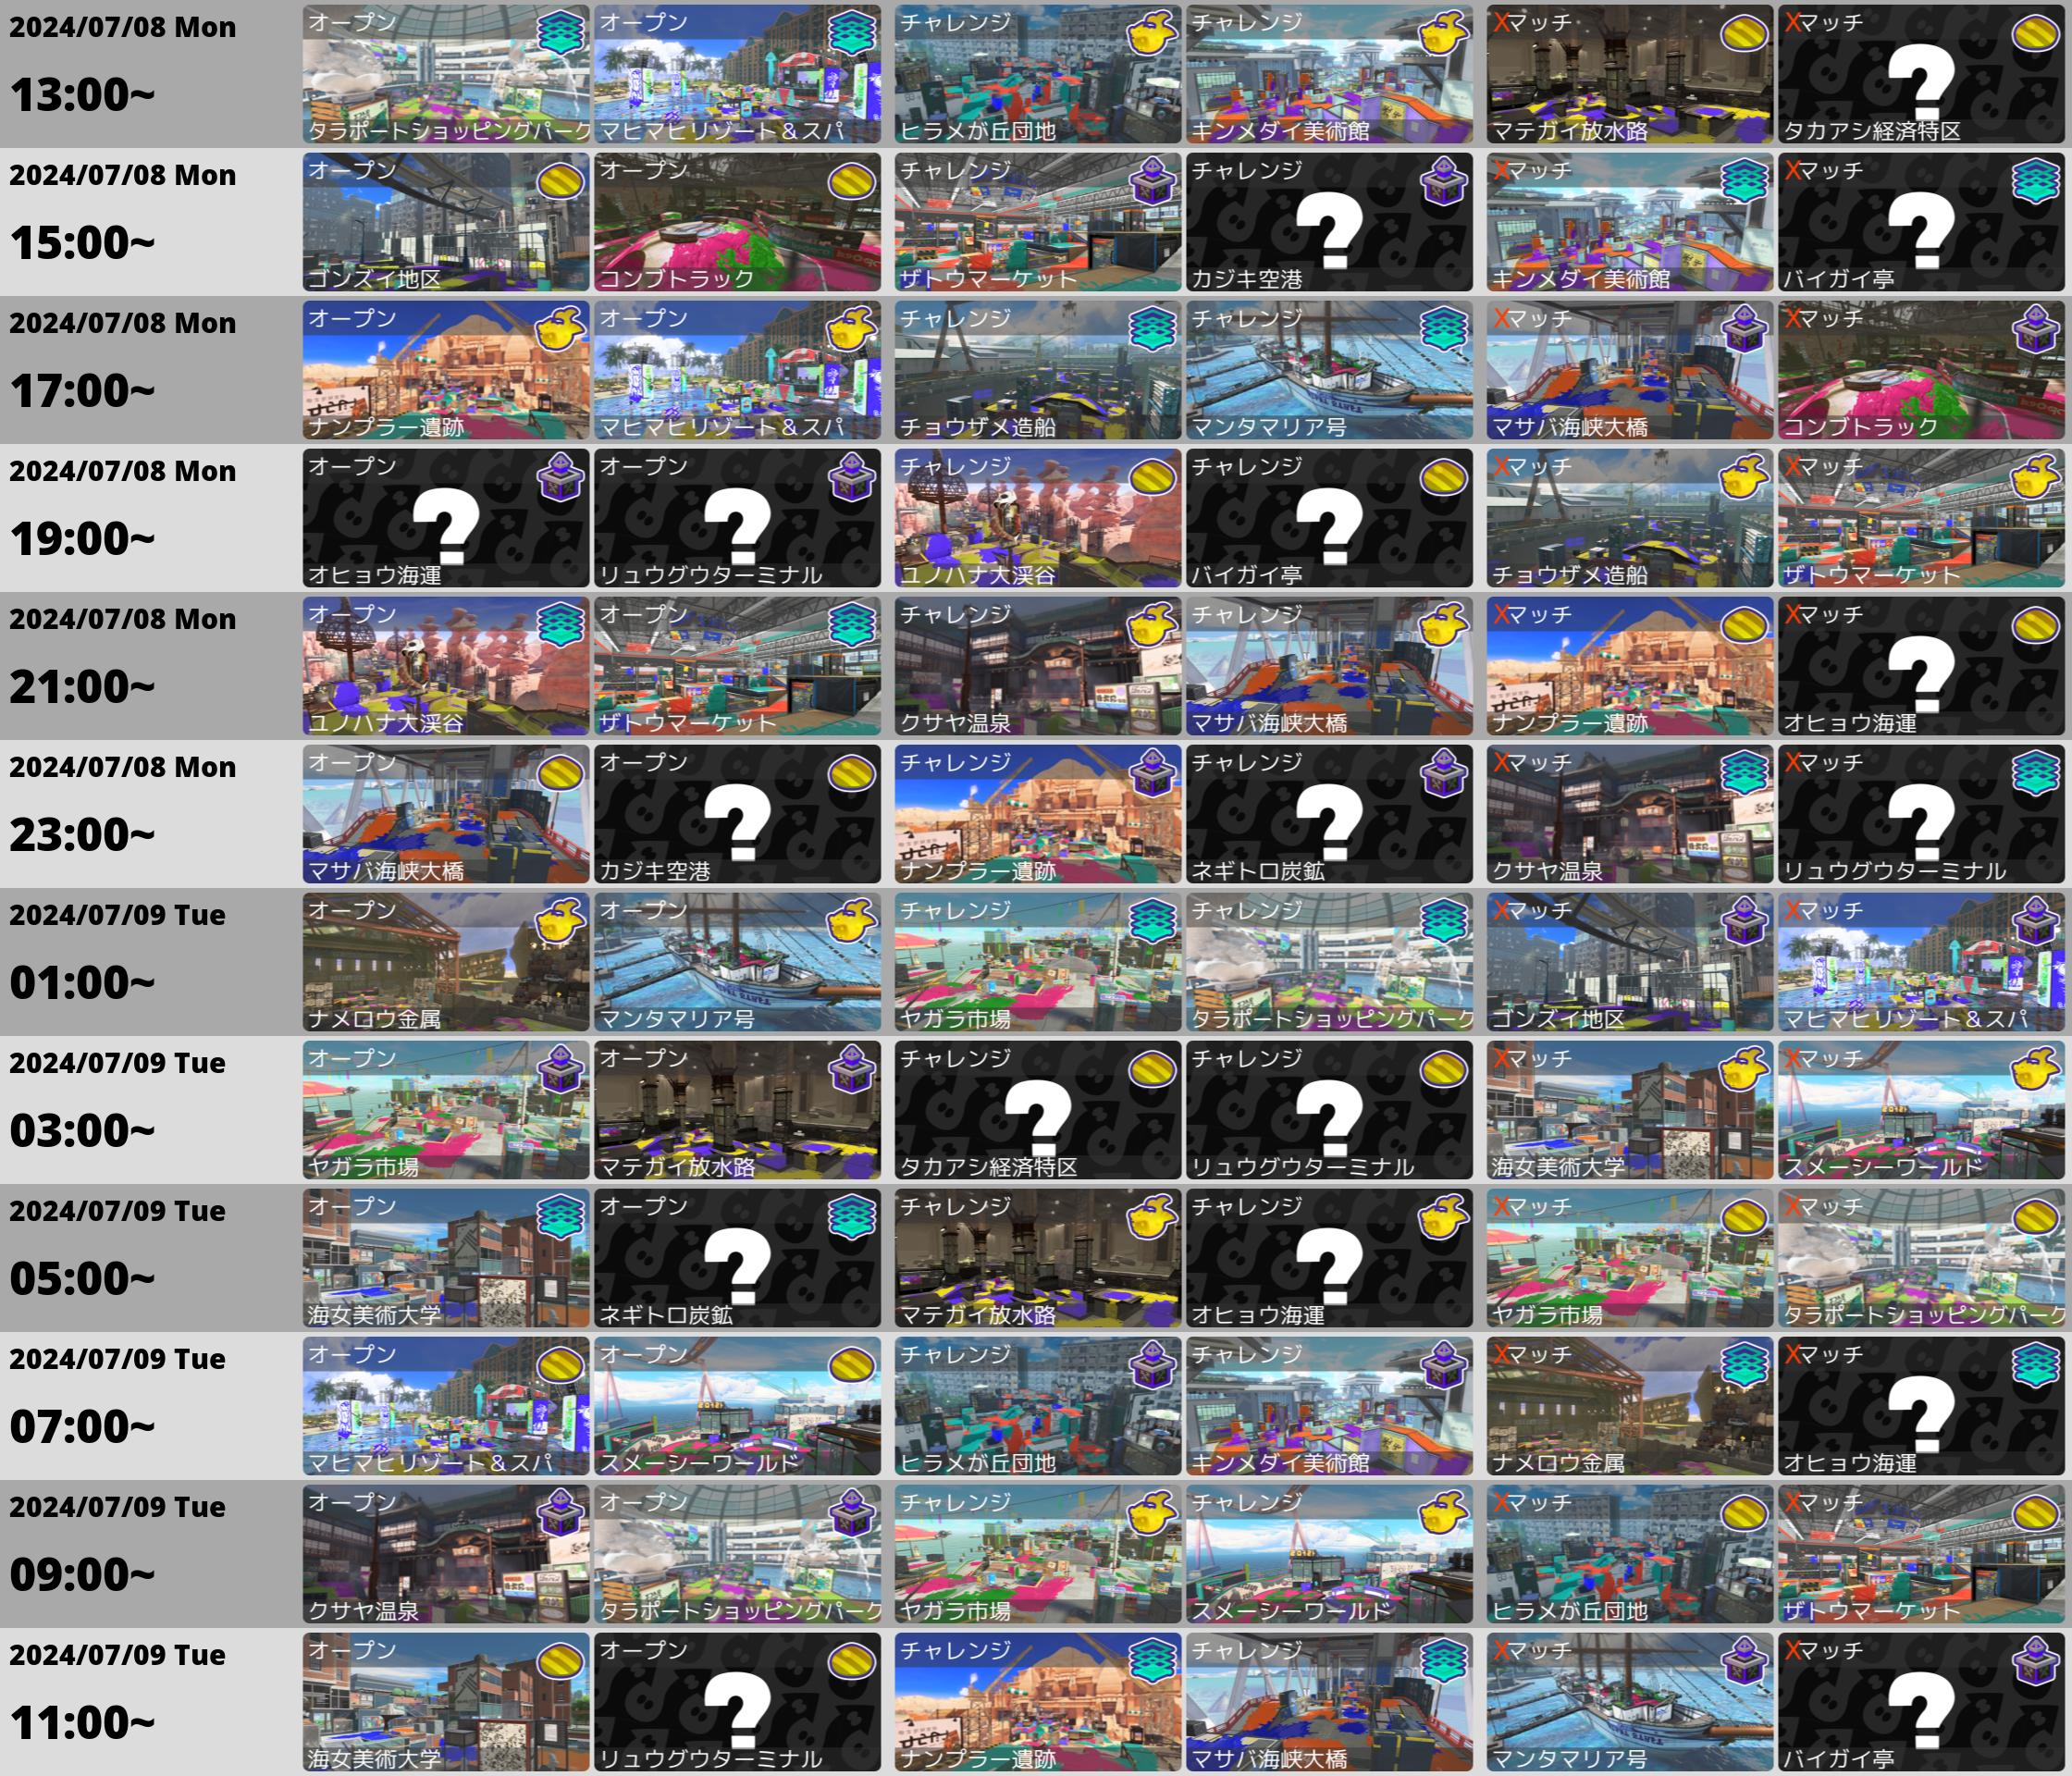 2024/07/08 Mon
13:00~
オープン
タラポートショッピングパーク
オープン
マヒマヒリゾート&スパ
チャレンジ
ヒラメが丘団地
チャレンジ
キンメダイ美術館
Xマッチ
マテガイ放水路
Xマッチ
タカアシ経済特区
2024/07/08 Mon
15:00~
オープン
ゴンズイ地区
オープン
コンブトラック
チャレンジ
ザトウマーケット
チャレンジ
カジキ空港
Xマッチ
キンメダイ美術館
Xマッチ
バイガイ亭
2024/07/08 Mon
17:00~
オープン
ナンプラー遺跡
オープン
マヒマヒリゾート&スパ
チャレンジ
チョウザメ造船
チャレンジ
マンタマリア号
Xマッチ
マサバ海峡大橋
Xマッチ
コンブトラック
2024/07/08 Mon
19:00~
オープン
オヒョウ海運
オープン
リュウグウターミナル
チャレンジ
ユノハナ大渓谷
チャレンジ
バイガイ亭
Xマッチ
チョウザメ造船
Xマッチ
ザトウマーケット
2024/07/08 Mon
21:00~
オープン
ユノハナ大渓谷
オープン
ザトウマーケット
チャレンジ
クサヤ温泉
チャレンジ
マサバ海峡大橋
Xマッチ
ナンプラー遺跡
Xマッチ
オヒョウ海運
2024/07/08 Mon
23:00~
オープン
マサバ海峡大橋
オープン
カジキ空港
チャレンジ
ナンプラー遺跡
チャレンジ
ネギトロ炭鉱
Xマッチ
クサヤ温泉
Xマッチ
リュウグウターミナル
2024/07/09 Tue
01:00~
オープン
ナメロウ金属
オープン
マンタマリア号
チャレンジ
ヤガラ市場
チャレンジ
タラポートショッピングパーク
Xマッチ
ゴンズイ地区
Xマッチ
マヒマヒリゾート&スパ
2024/07/09 Tue
03:00~
オープン
ヤガラ市場
オープン
マテガイ放水路
チャレンジ
タカアシ経済特区
チャレンジ
リュウグウターミナル
Xマッチ
海女美術大学
Xマッチ
スメーシーワールド
2024/07/09 Tue
05:00~
オープン
海女美術大学
オープン
ネギトロ炭鉱
チャレンジ
マテガイ放水路
チャレンジ
オヒョウ海運
Xマッチ
ヤガラ市場
Xマッチ
タラポートショッピングパーク
2024/07/09 Tue
07:00~
オープン
マヒマヒリゾート&スパ
オープン
スメーシーワールド
チャレンジ
ヒラメが丘団地
チャレンジ
キンメダイ美術館
Xマッチ
ナメロウ金属
Xマッチ
オヒョウ海運
2024/07/09 Tue
09:00~
オープン
クサヤ温泉
オープン
タラポートショッピングパーク
チャレンジ
ヤガラ市場
チャレンジ
スメーシーワールド
Xマッチ
ヒラメが丘団地
Xマッチ
ザトウマーケット
2024/07/09 Tue
11:00~
オープン
海女美術大学
オープン
リュウグウターミナル
チャレンジ
ナンプラー遺跡
チャレンジ
マサバ海峡大橋
Xマッチ
マンタマリア号
Xマッチ
バイガイ亭